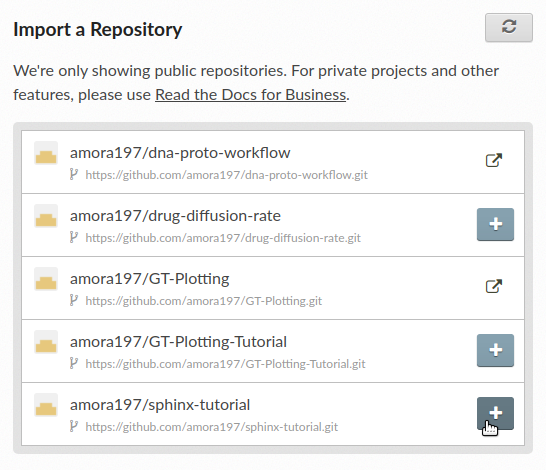 Import a Repository
We're only showing public repositories. For private projects and other
features, please use Read the Docs for Business.
amora197/dna-proto-workflow
https://github.com/amora197/dna-proto-workflow.git
amora197/drug-diffusion-rate
https://github.com/amora197/drug-diffusion-rate.git
amora197/GT-Plotting
https://github.com/amora197/GT-Plotting.git
amora197/GT-Plotting-Tutorial
https://github.com/amora197/GT-Plotting-Tutorial.git
amora197/sphinx-tutorial
https://github.com/amora197/sphinx-tutorial.git